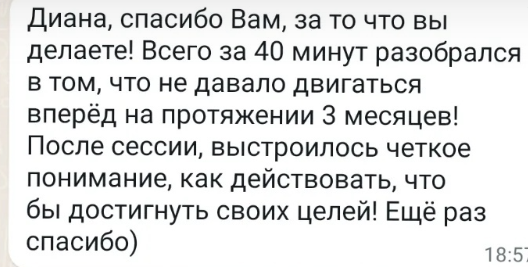 Диана, спасибо Вам, за то что вы
делаете! Всего за 40 минут разобрался
в том, что не давало двигаться
вперёд на протяжении 3 месяцев!
После сессии, выстроилось четкое
понимание, как действовать, что
бы достигнуть своих целей! Ещё раз
спасибо)
18:57